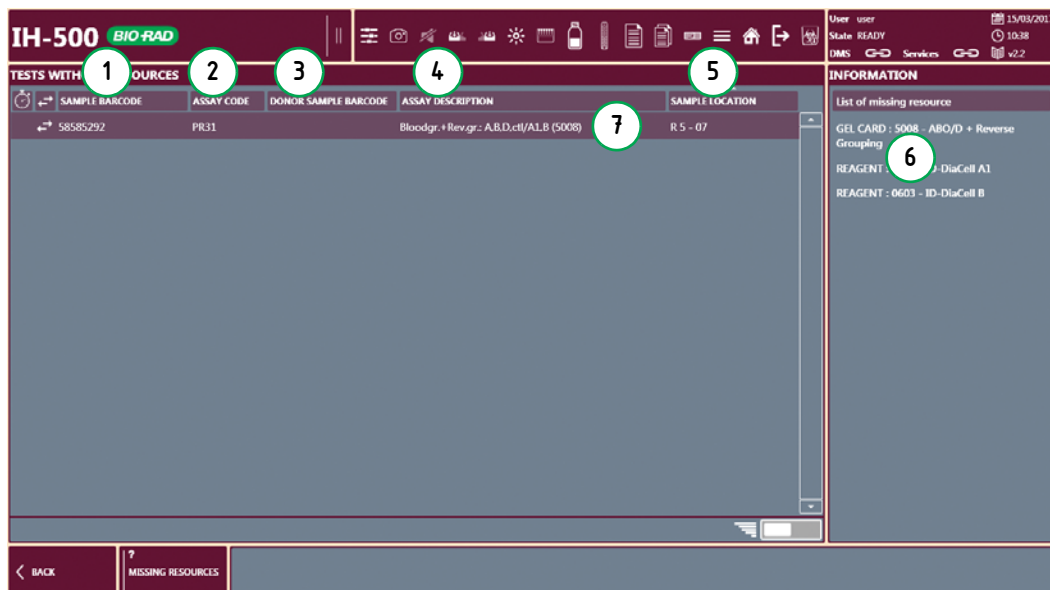 IH-500 BIO-RAD
User user 15/03/201
State READY 10:38
DMS Services v2.2
TESTS WITH OURCES
INFORMATION
1 2 3 4 5
SAMPLE BARCODE ASSAY CODE DONOR SAMPLE BARCODE ASSAY DESCRIPTION SAMPLE LOCATION
58585292 PR31 Bloodgr.+Rev.gr.: A,B,D,ctl/A1,B (5008) 7 R 5 - 07
List of missing resource
GEL CARD : 5008 - ABO/D + Reverse
Grouping
6
REAGENT : D-DiaCell A1
REAGENT : 0603 - ID-DiaCell B
BACK
?
MISSING RESOURCES